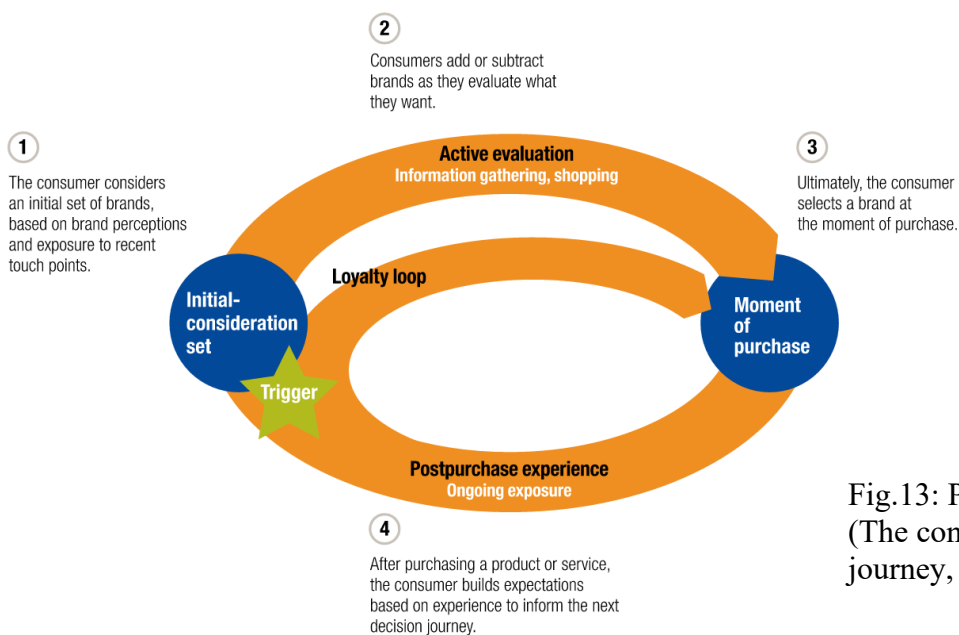 2
Consumers add or subtract
brands as they evaluate what
they want.
1
The consumer considers
an initial set of brands,
based on brand perceptions
and exposure to recent
touch points.
Active evaluation
Information gathering, shopping
3
Ultimately, the consumer
selects a brand at
the moment of purchase.
Loyalty loop
Initial-
consideration
set
Moment
of
purchase
Trigger
Postpurchase experience
Ongoing exposure
4
After purchasing a product or service,
the consumer builds expectations
based on experience to inform the next
decision journey.
Fig.13: P
(The con
journey,